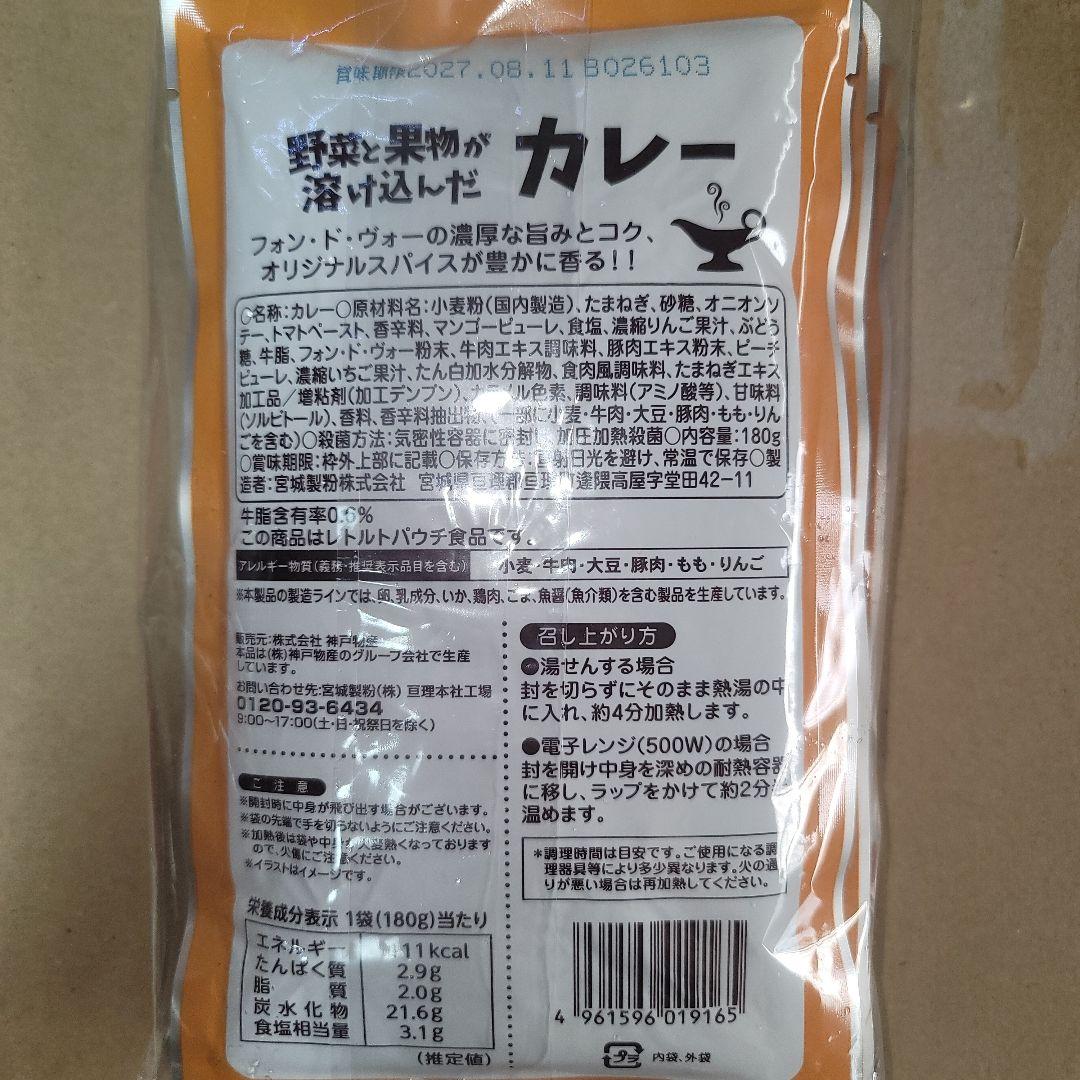 賞味期限2027.08.11 B026103
野菜と果物が
溶け込んだ カレー
フォン・ド・ヴォーの濃厚な旨みとコク、
オリジナルスパイスが豊かに香る!!
○名称:カレー○原材料名:小麦粉(国内製造)、たまねぎ、砂糖、オニオンソ
テー、トマトペースト、香辛料、マンゴーピューレ、食塩、濃縮りんご果汁、ぶどう
糖、牛脂、フォン・ド・ヴォー粉末、牛肉エキス調味料、豚肉エキス粉末、ピーチ
ピューレ、濃縮いちご果汁、たん白加水分解物、食肉風調味料、たまねぎエキス
加工品/増粘剤(加工デンプン)、カラメル色素、調味料(アミノ酸等)、甘味料
(ソルビトール)、香料、香辛料抽出物、(一部に小麦・牛肉・大豆・豚肉・もも・りん
ごを含む)○殺菌方法:気密性容器に密封し、加圧加熱殺菌○内容量:180g
○賞味期限:枠外上部に記載○保存方法:直射日光を避け、常温で保存○製
造者:宮城製粉株式会社 宮城県亘理郡亘理町逢隈高屋字堂田42-11
牛脂含有率0.6%
この商品はレトルトパウチ食品です。
アレルギー物質(義務・推奨表示品目を含む) 小麦・牛肉・大豆・豚肉・もも・りんご
※本製品の製造ラインでは、卵、乳成分、いか、鶏肉、ごま、魚醤(魚介類)を含む製品を生産しています。
販売元:株式会社 神戸物産
本品は(株)神戸物産のグループ会社で生産
しています。
お問い合わせ先:宮城製粉(株) 亘理本社工場
0120-93-6434
9:00~17:00(土・日・祝祭日を除く)
ご注意
※開封時に中身が飛び出す場合がございます。
※袋の先端で手を切らないようにご注意ください。
※加熱後は袋や中身が大変熱くなっております
ので、火傷にご注意ください。
※イラストはイメージです。
召し上がり方
●湯せんする場合
封を切らずにそのまま熱湯の中
に入れ、約4分加熱します。
●電子レンジ(500W)の場合
封を開け中身を深めの耐熱容器
に移し、ラップをかけて約2分
温めます。
*調理時間は目安です。ご使用になる調
理器具等により多少異なります。火の通
りが悪い場合は再加熱してください。
栄養成分表示 1袋(180g)当たり
エネルギー 111kcal
たんぱく質 2.9g
脂質 2.0g
炭水化物 21.6g
食塩相当量 3.1g
(推定値)
4 961596 019165
プラ 内袋、外袋